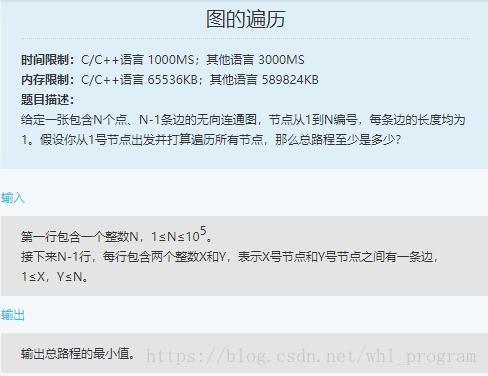 图的遍历
时间限制：C/C++语言 1000MS；其他语言 3000MS
内存限制：C/C++语言 65536KB；其他语言 589824KB
题目描述：
给定一张包含N个点、N-1条边的无向连通图，节点从1到N编号，每条边的长度均为
1。假设你从1号节点出发并打算遍历所有节点，那么总路程至少是多少？
输入
第一行包含一个整数N，1≤N≤10⁵。
接下来N-1行，每行包含两个整数X和Y，表示X号节点和Y号节点之间有一条边，
1≤X，Y≤N。
输出
输出总路程的最小值。
https://blog.csdn.net/whl_program